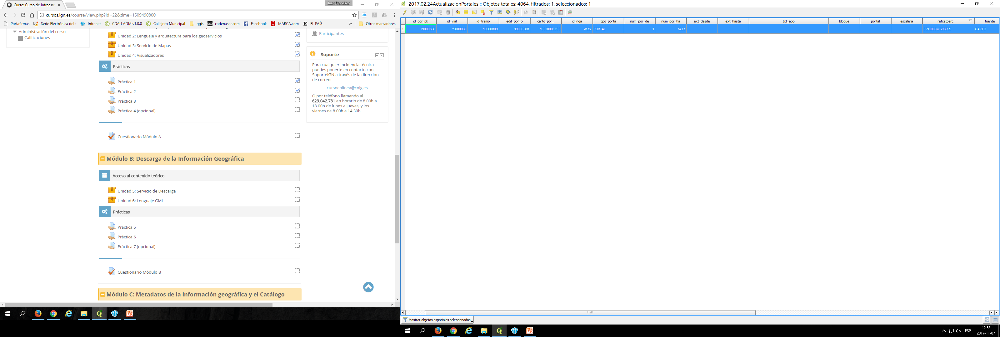 Curso: Curso de Infraest
Juan Francisco
cursos.ign.es/course/view.php?id=22&time=1509490800
Portafirmas
Sede Electrónica del
Intranet
CDAU ADM v1.0.0
Callejero Municipal
qgis
cadenaser.com
Facebook
MARCA.com
EL PAÍS
»
Otros marcadores
Administración del curso
Calificaciones
Unidad 2: Lenguaje y arquitectura para los geoservicios
Unidad 3: Servicio de Mapas
Unidad 4: Visualizadores
Prácticas
Práctica 1
Práctica 2
Práctica 3
Práctica 4 (opcional)
Cuestionario Módulo A
Módulo B: Descarga de la Información Geográfica
Acceso al contenido teórico
Unidad 5: Servicio de Descarga
Unidad 6: Lenguaje GML
Prácticas
Práctica 5
Práctica 6
Práctica 7 (opcional)
Cuestionario Módulo B
Módulo C: Metadatos de la información geográfica y el Catálogo
Participantes
Soporte
Para cualquier incidencia técnica
puedes ponerte en contacto con
SoporteIGN a través de la dirección
de correo:
cursoenlinea@cnig.es
O por teléfono llamando al
629.042.781 en horario de 8.00h a
18.00h de lunes a jueves, y los
viernes de 8.00h a 14.30h
2017.02.24ActualizacionPortales :: Objetos totales: 4064, filtrados: 1, seleccionados: 1
id_por_pk id_vial id_tramo edit_por_p carto_por_ id_nga tipo_porta num_por_de num_por_ha ext_desde ext_hasta txt_app bloque portal escalera refcatparc fuente
1 49000588 49000030 49000809 49000588 40530001195 NULL PORTAL 4 NULL 3591008WG9339S CARTO
Mostrar objetos espaciales seleccionados
ESP
12:53
2017-11-07